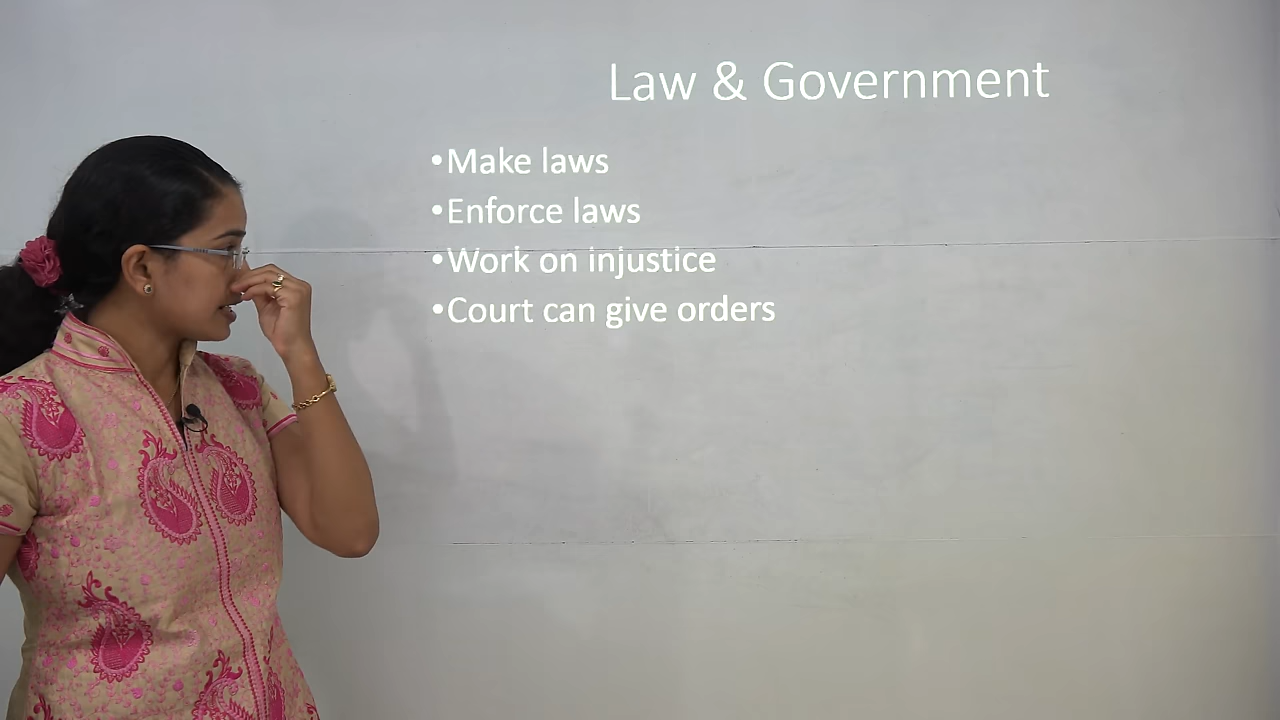 Law & Government
•Make laws
•Enforce laws
•Work on injustice
•Court can give orders